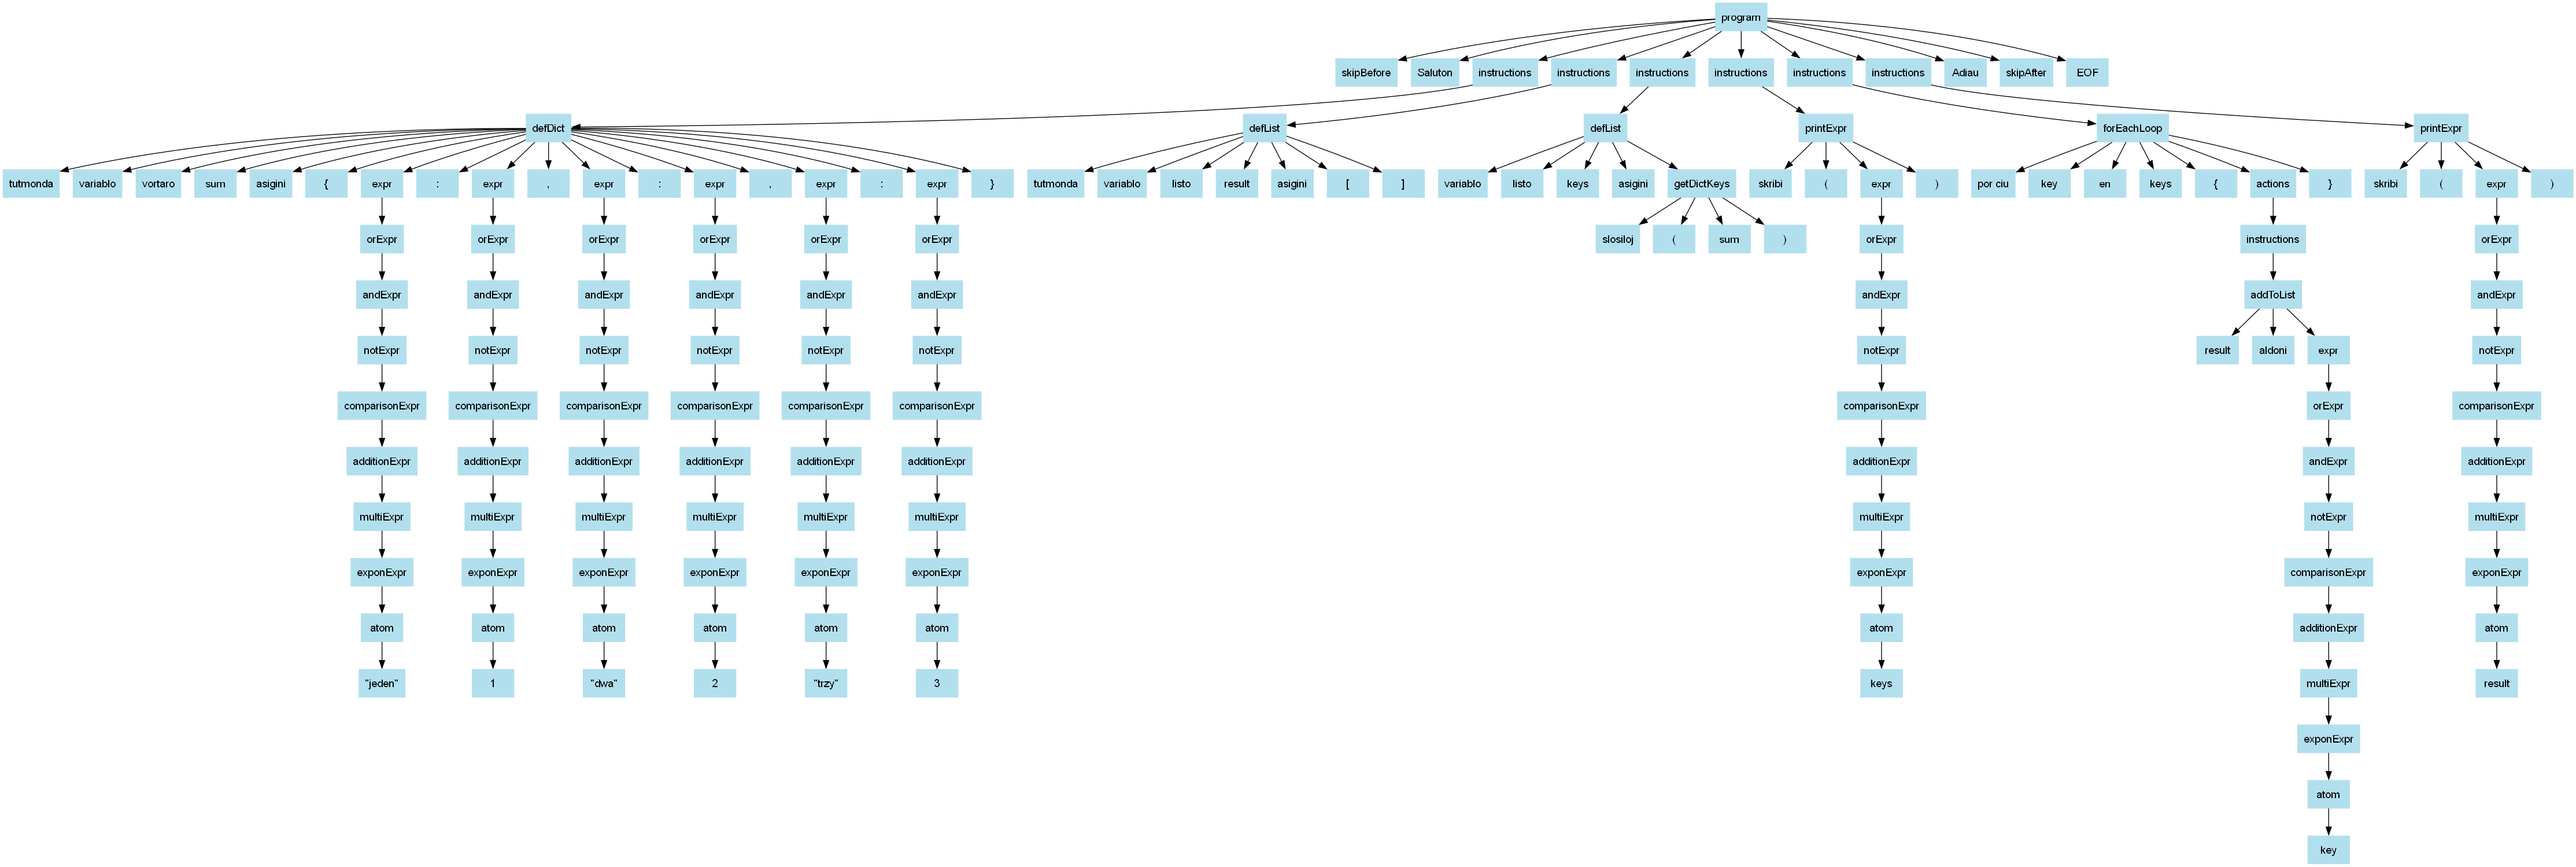 program
skipBefore Saluton instructions instructions instructions instructions instructions instructions Adiau skipAfter EOF
defDict defList defList printExpr forEachLoop printExpr
tutmonda variablo vortaro sum asigini { expr : expr , expr : expr , expr : expr } tutmonda variablo listo result asigini [ ] variablo listo keys asigini getDictKeys skribi ( expr ) por ciu key en keys { actions } skribi ( expr )
orExpr orExpr orExpr orExpr orExpr orExpr slosiloj ( sum ) orExpr instructions orExpr
andExpr andExpr andExpr andExpr andExpr andExpr andExpr addToList andExpr
notExpr notExpr notExpr notExpr notExpr notExpr notExpr result aldoni expr notExpr
comparisonExpr comparisonExpr comparisonExpr comparisonExpr comparisonExpr comparisonExpr comparisonExpr orExpr comparisonExpr
additionExpr additionExpr additionExpr additionExpr additionExpr additionExpr additionExpr andExpr additionExpr
multiExpr multiExpr multiExpr multiExpr multiExpr multiExpr multiExpr notExpr multiExpr
exponExpr exponExpr exponExpr exponExpr exponExpr exponExpr exponExpr comparisonExpr exponExpr
atom atom atom atom atom atom atom additionExpr atom
"jeden" 1 "dwa" 2 "trzy" 3 keys multiExpr result
exponExpr
atom
key